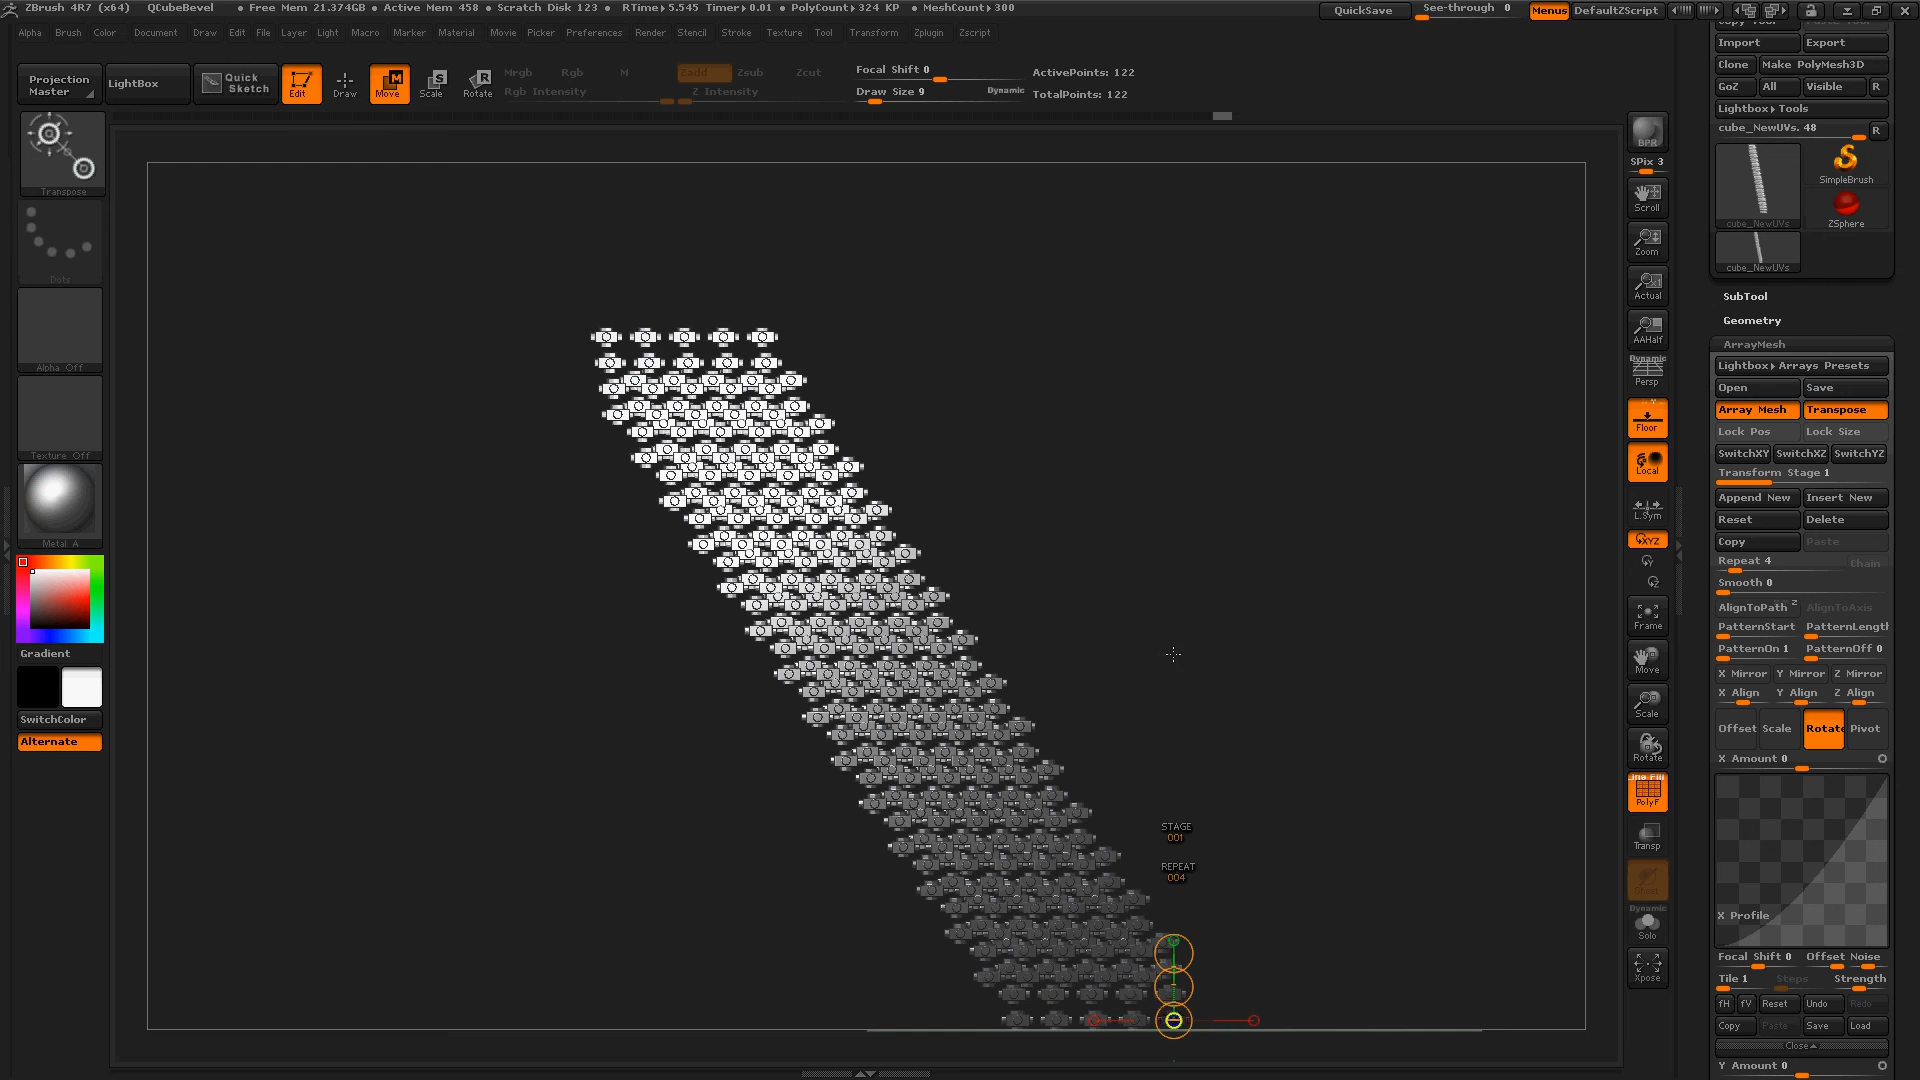 ZBrush 4R7 (x64) QCubeBevel • Free Mem 21.374GB • Active Mem 458 • Scratch Disk 123 • RTime▸5.545 Timer▸0.01 • PolyCount▸324 KP • MeshCount▸300 QuickSave See-through 0 Menus DefaultZScript
Alpha Brush Color Document Draw Edit File Layer Light Macro Marker Material Movie Picker Preferences Render Stencil Stroke Texture Tool Transform Zplugin Zscript
Projection Master
LightBox
Quick Sketch
Edit
Draw
Move
Scale
Rotate
Mrgb Rgb M
Rgb Intensity
Zadd Zsub Zcut
Z Intensity
Focal Shift 0
Draw Size 9 Dynamic
ActivePoints: 122
TotalPoints: 122
Transpose
Dots
Alpha Off
Texture Off
Metal A
Gradient
SwitchColor
Alternate
STAGE
001
REPEAT
004
BPR
SPix 3
Scroll
Zoom
Actual
AAHalf
Dynamic
Persp
Floor
Local
L.Sym
XYZ
Frame
Move
Scale
Rotate
Line Fill
PolyF
Transp
Ghost
Dynamic
Solo
Xpose
Import Export
Clone Make PolyMesh3D
GoZ All Visible R
Lightbox▸Tools
cube_NewUVs. 48 R
cube_NewUVs
SimpleBrush
ZSphere
cube_NewUVs
SubTool
Geometry
ArrayMesh
Lightbox▸Arrays Presets
Open Save
Array Mesh Transpose
Lock Pos Lock Size
SwitchXY SwitchXZ SwitchYZ
Transform Stage 1
Append New Insert New
Reset Delete
Copy Paste
Repeat 4 Chain
Smooth 0
AlignToPath z AlignToAxis
PatternStart PatternLength
PatternOn 1 PatternOff 0
X Mirror Y Mirror Z Mirror
X Align Y Align Z Align
Offset Scale Rotate Pivot
X Amount 0
X Profile
Focal Shift 0 Offset Noise
Tile 1 Steps Strength
fH fV Reset Undo Redo
Copy Paste Save Load
Close
Y Amount 0